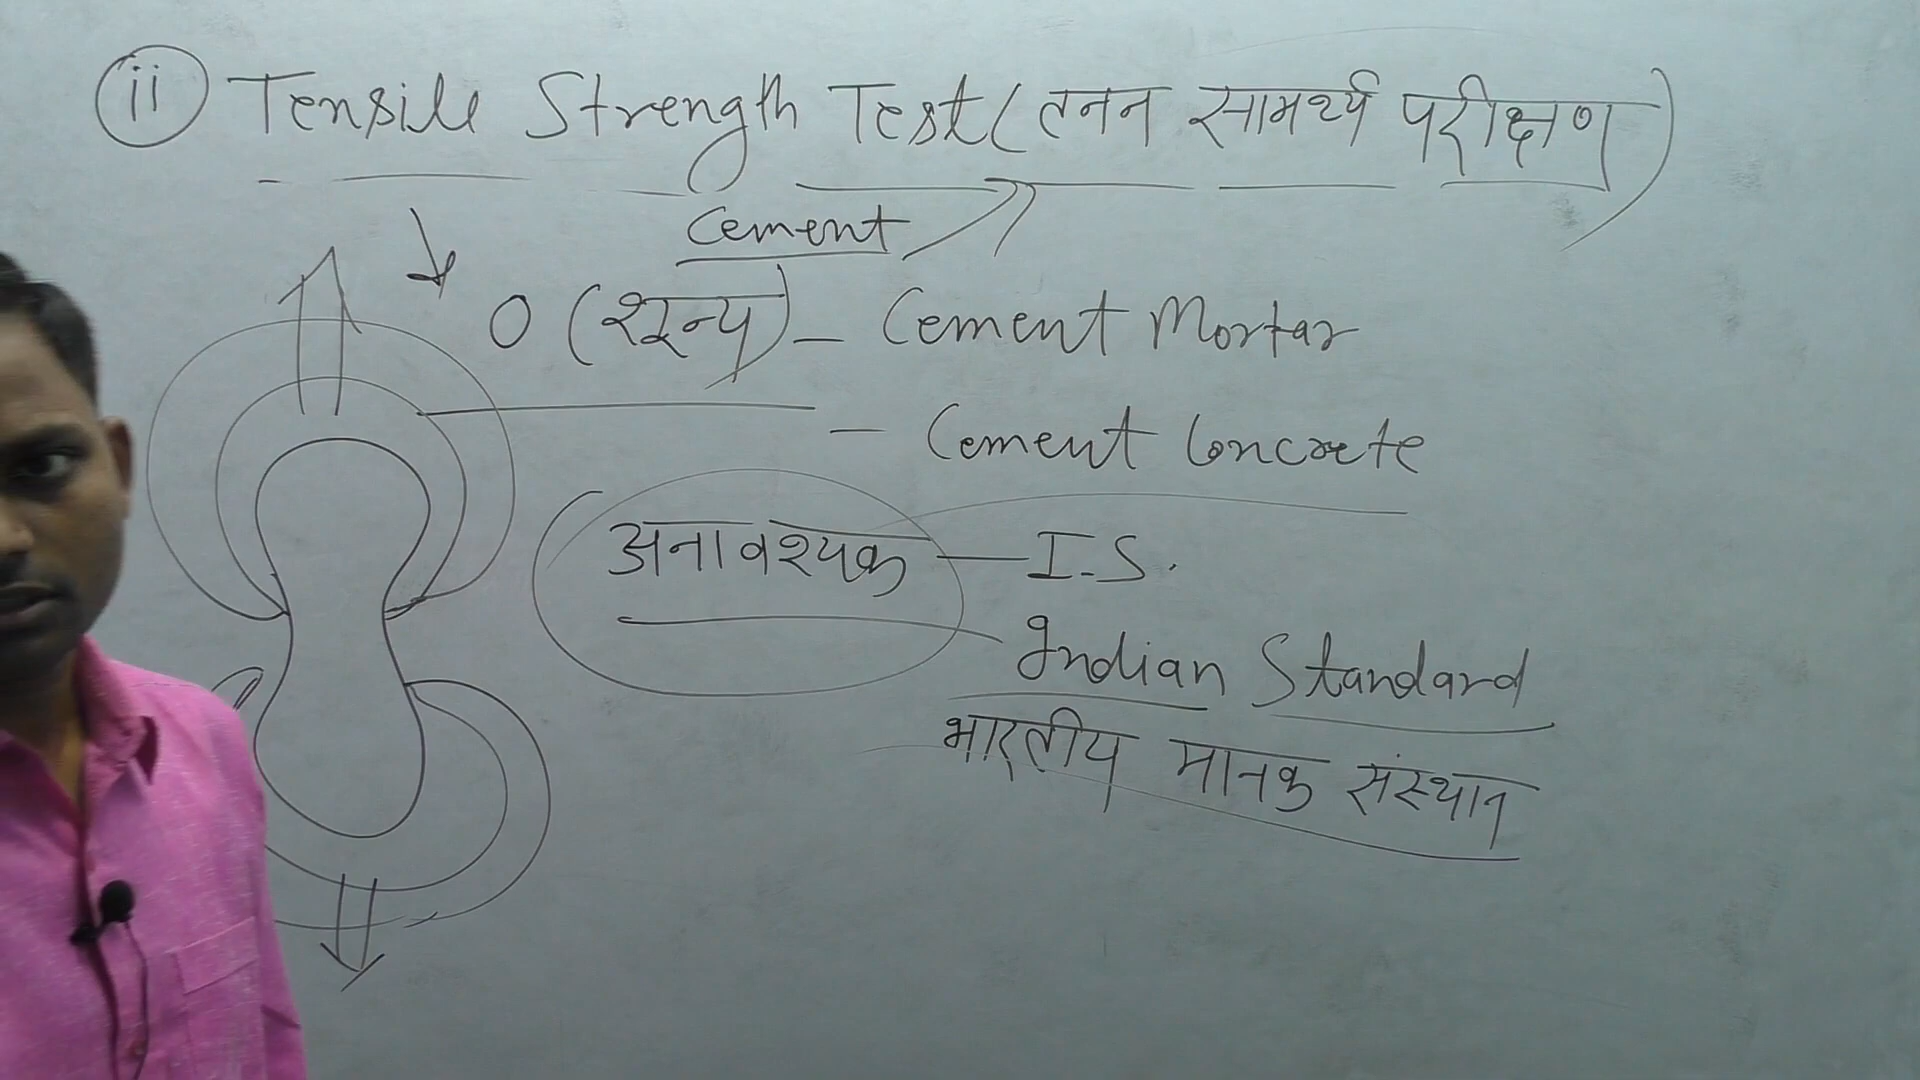 ii Tensile Strength Test (तनन सामर्थ्य परीक्षण)
Cement
0 (शून्य) - Cement Mortar
- Cement Concrete
अनावश्यक - I.S.
Indian Standard
भारतीय मानक संस्थान